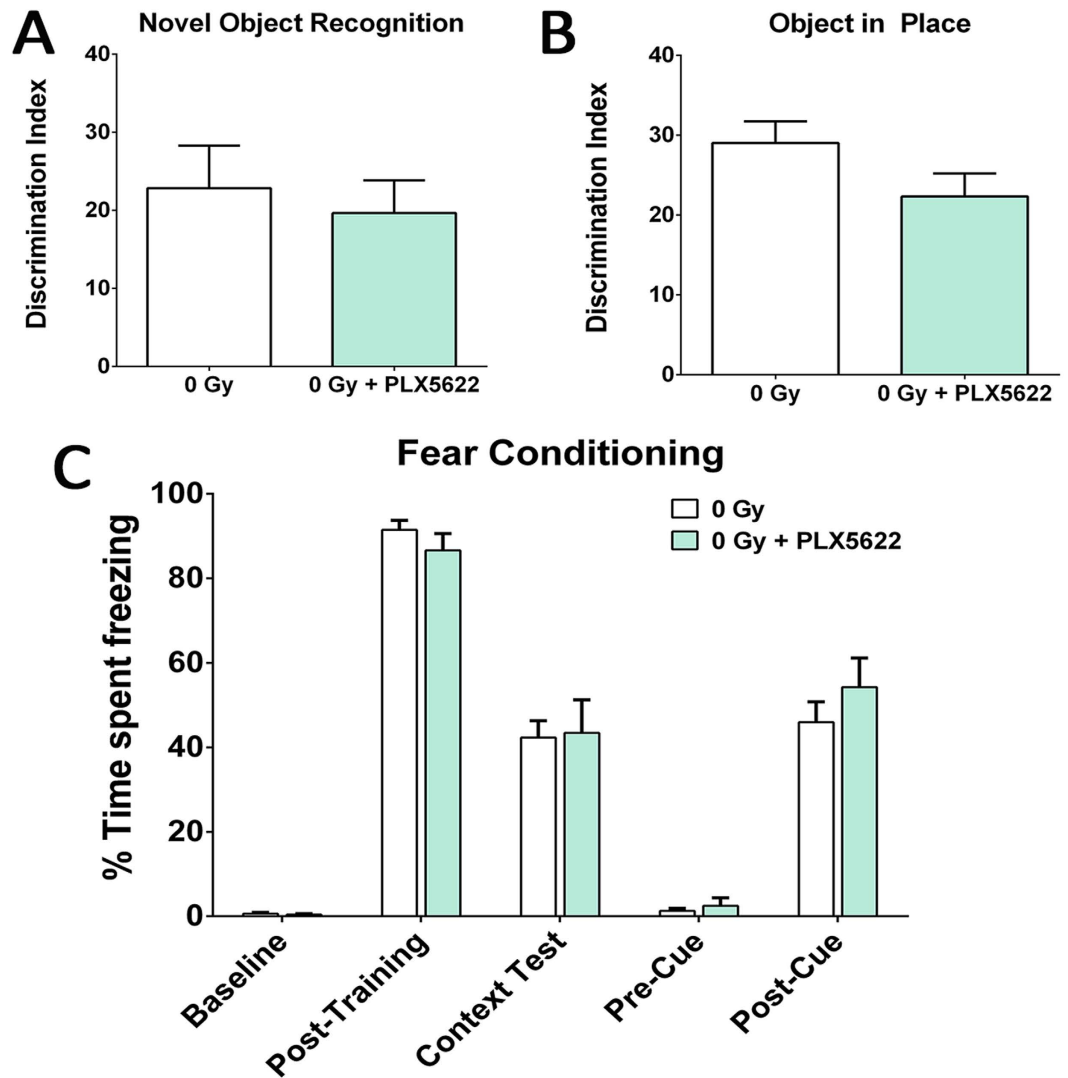 A
Novel Object Recognition
Discrimination Index
40
30
20
10
0
0 Gy
0 Gy + PLX5622
B
Object in Place
Discrimination Index
40
30
20
10
0
0 Gy
0 Gy + PLX5622
C
Fear Conditioning
% Time spent freezing
100
80
60
40
20
0
0 Gy
0 Gy + PLX5622
Baseline
Post-Training
Context Test
Pre-Cue
Post-Cue